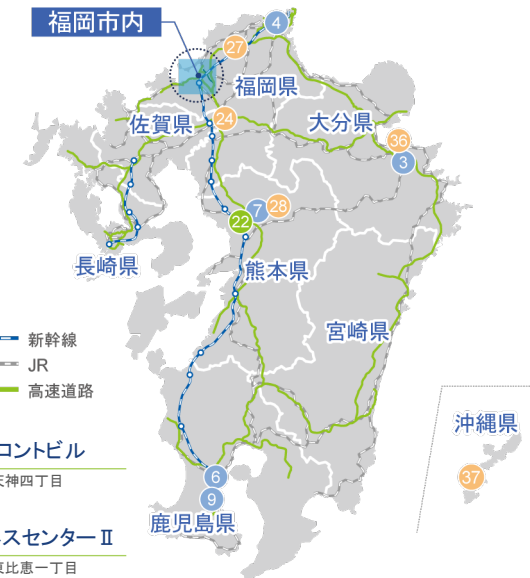 福岡市内
4
27
福岡県
佐賀県
24
大分県
36
3
7
28
22
長崎県
熊本県
宮崎県
新幹線
JR
高速道路
沖縄県
コントビル
天神四丁目
37
6
9
鹿児島県
スセンターⅡ
東比恵一丁目